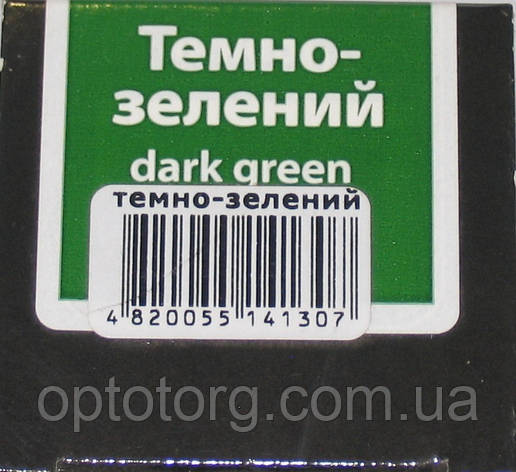 Темно-
зелений
dark green
темно-зелений
4 820055 141307
optotorg.com.ua